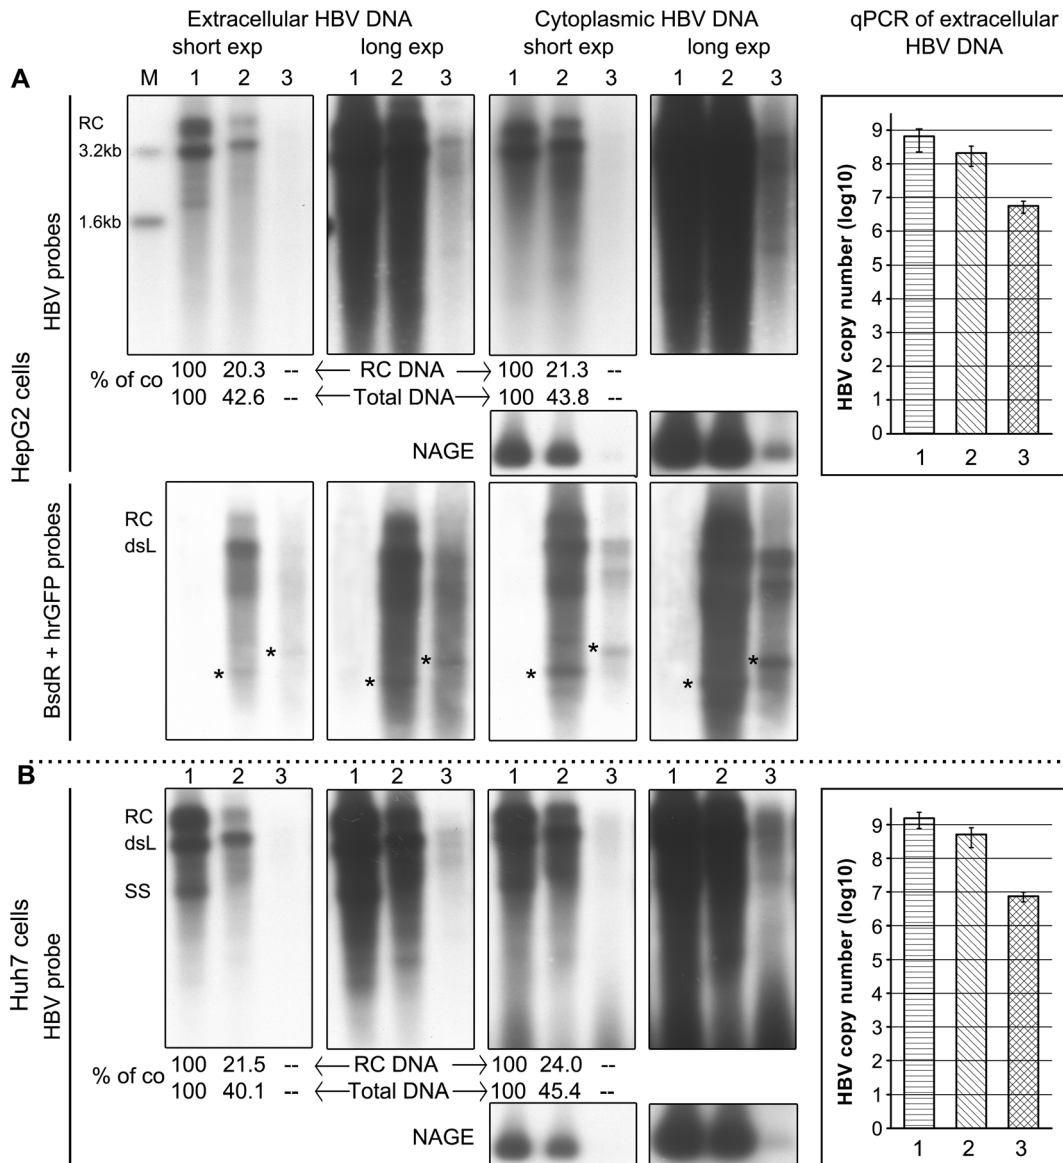 Extracellular HBV DNA Cytoplasmic HBV DNA qPCR of extracellular
short exp long exp short exp long exp HBV DNA
A M 1 2 3 1 2 3 1 2 3 1 2 3
RC
3.2kb
1.6kb
HBV probes
HepG2 cells
% of co
100 20.3 -- RC DNA 100 21.3 --
100 42.6 -- Total DNA 100 43.8 --
NAGE
HBV copy number (log10)
9
8
7
6
5
4
3
2
1
0
1 2 3
BsdR + hrGFP probes
RC
dsL
*
*
*
*
*
*
*
*
B 1 2 3 1 2 3 1 2 3 1 2 3
RC
dsL
SS
Huh7 cells
HBV probe
% of co
100 21.5 -- RC DNA 100 24.0 --
100 40.1 -- Total DNA 100 45.4 --
NAGE
HBV copy number (log10)
9
8
7
6
5
4
3
2
1
0
1 2 3